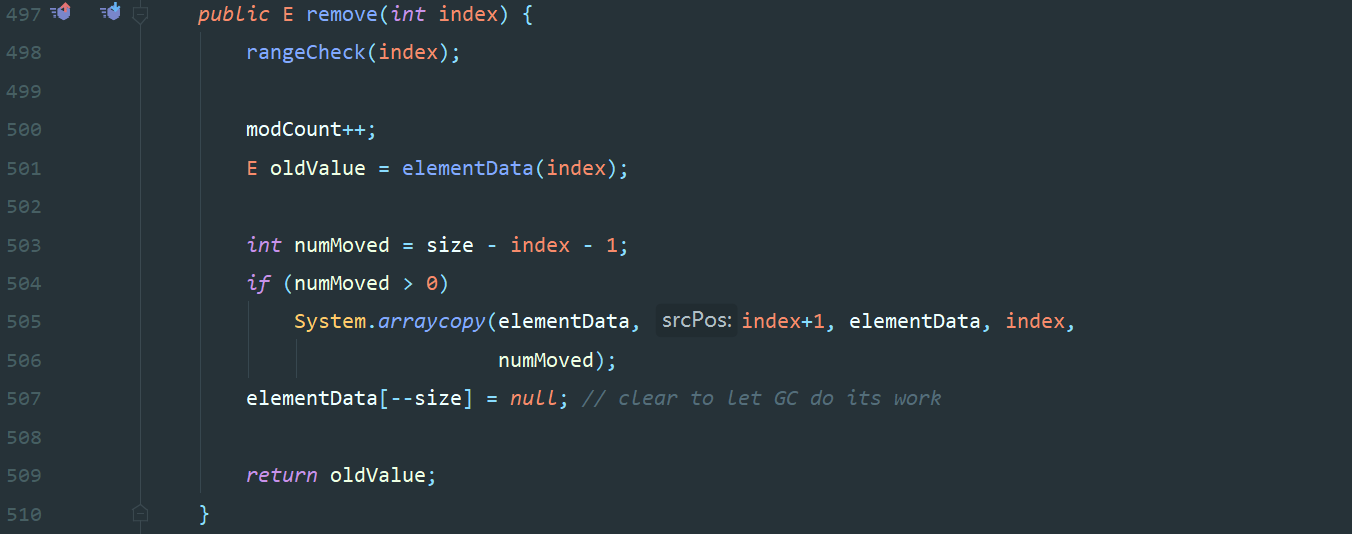 497 public E remove(int index) {
498 rangeCheck(index);
499
500 modCount++;
501 E oldValue = elementData(index);
502
503 int numMoved = size - index - 1;
504 if (numMoved > 0)
505 System.arraycopy(elementData, srcPos: index+1, elementData, index,
506 numMoved);
507 elementData[--size] = null; // clear to let GC do its work
508
509 return oldValue;
510 }